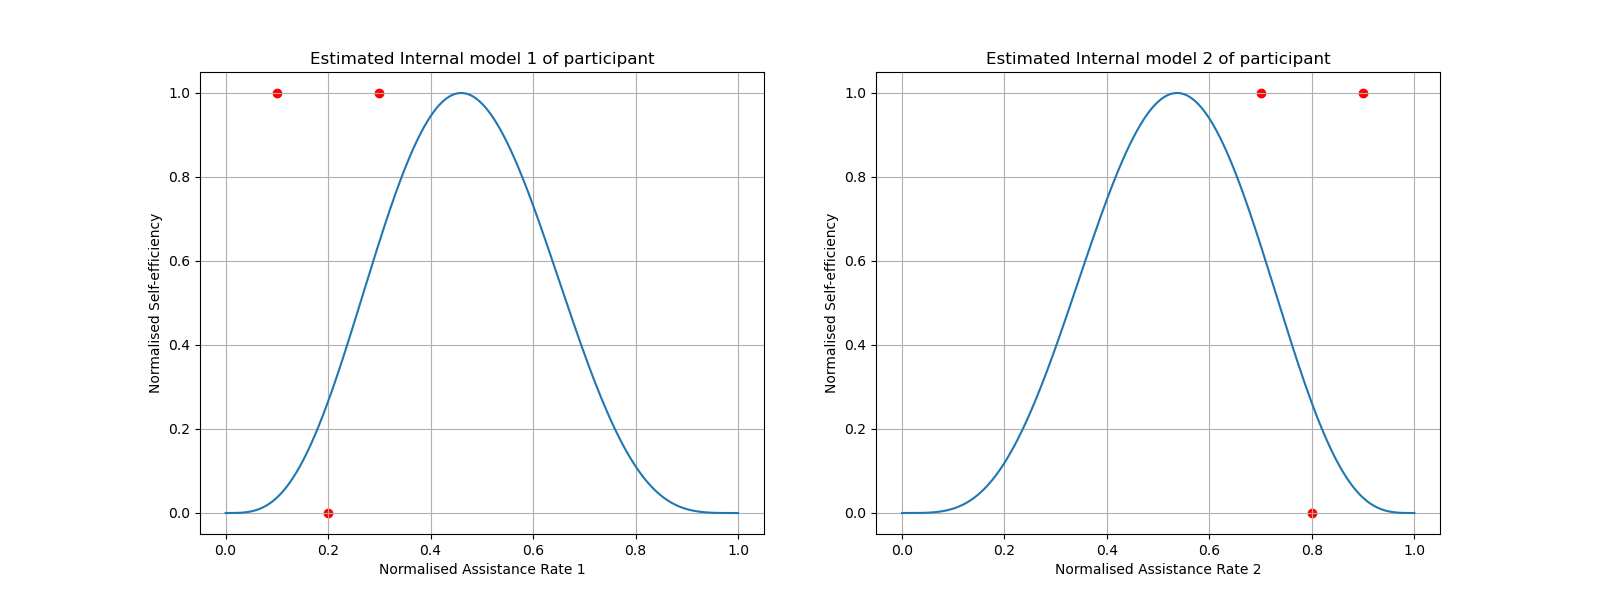 Estimated Internal model 1 of participant
1.0
0.8
0.6
0.4
0.2
0.0
Normalised Self-efficiency
0.0 0.2 0.4 0.6 0.8 1.0
Normalised Assistance Rate 1
Estimated Internal model 2 of participant
1.0
0.8
0.6
0.4
0.2
0.0
Normalised Self-efficiency
0.0 0.2 0.4 0.6 0.8 1.0
Normalised Assistance Rate 2